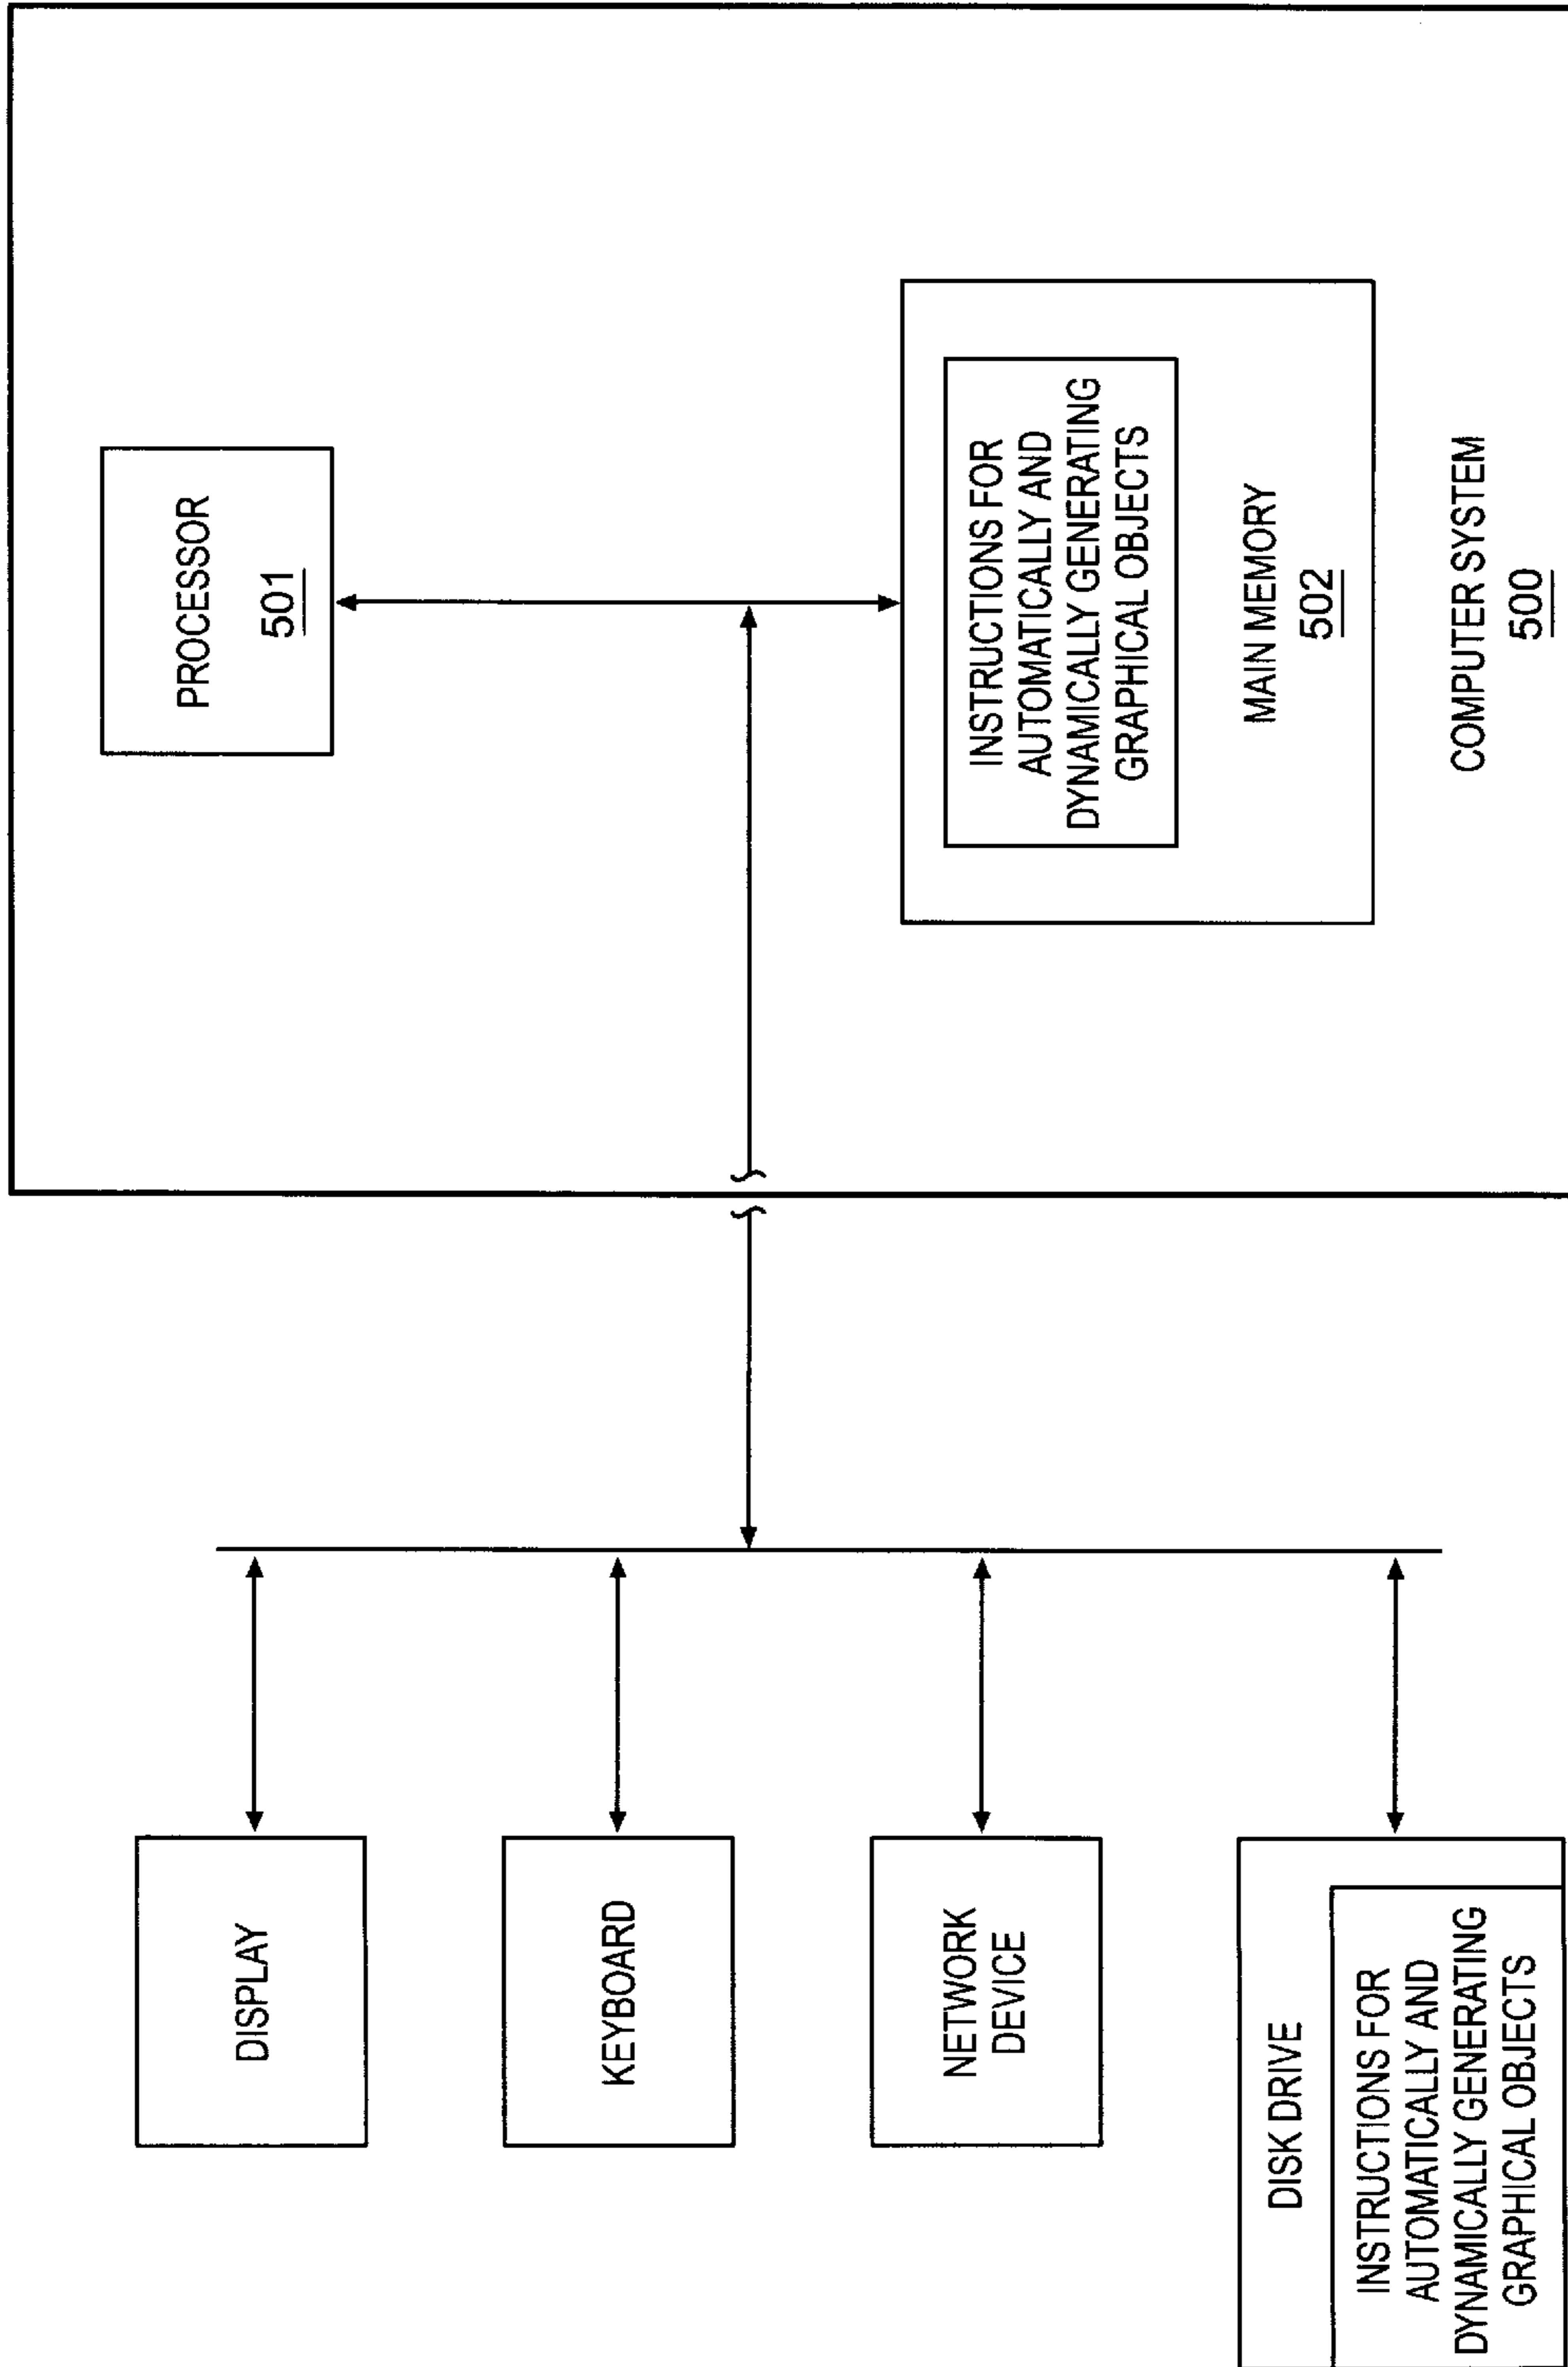 DISPLAY
KEYBOARD
NETWORK
DEVICE
DISK DRIVE
INSTRUCTIONS FOR
AUTOMATICALLY AND
DYNAMICALLY GENERATING
GRAPHICAL OBJECTS
PROCESSOR
501
INSTRUCTIONS FOR
AUTOMATICALLY AND
DYNAMICALLY GENERATING
GRAPHICAL OBJECTS
MAIN MEMORY
502
COMPUTER SYSTEM
500